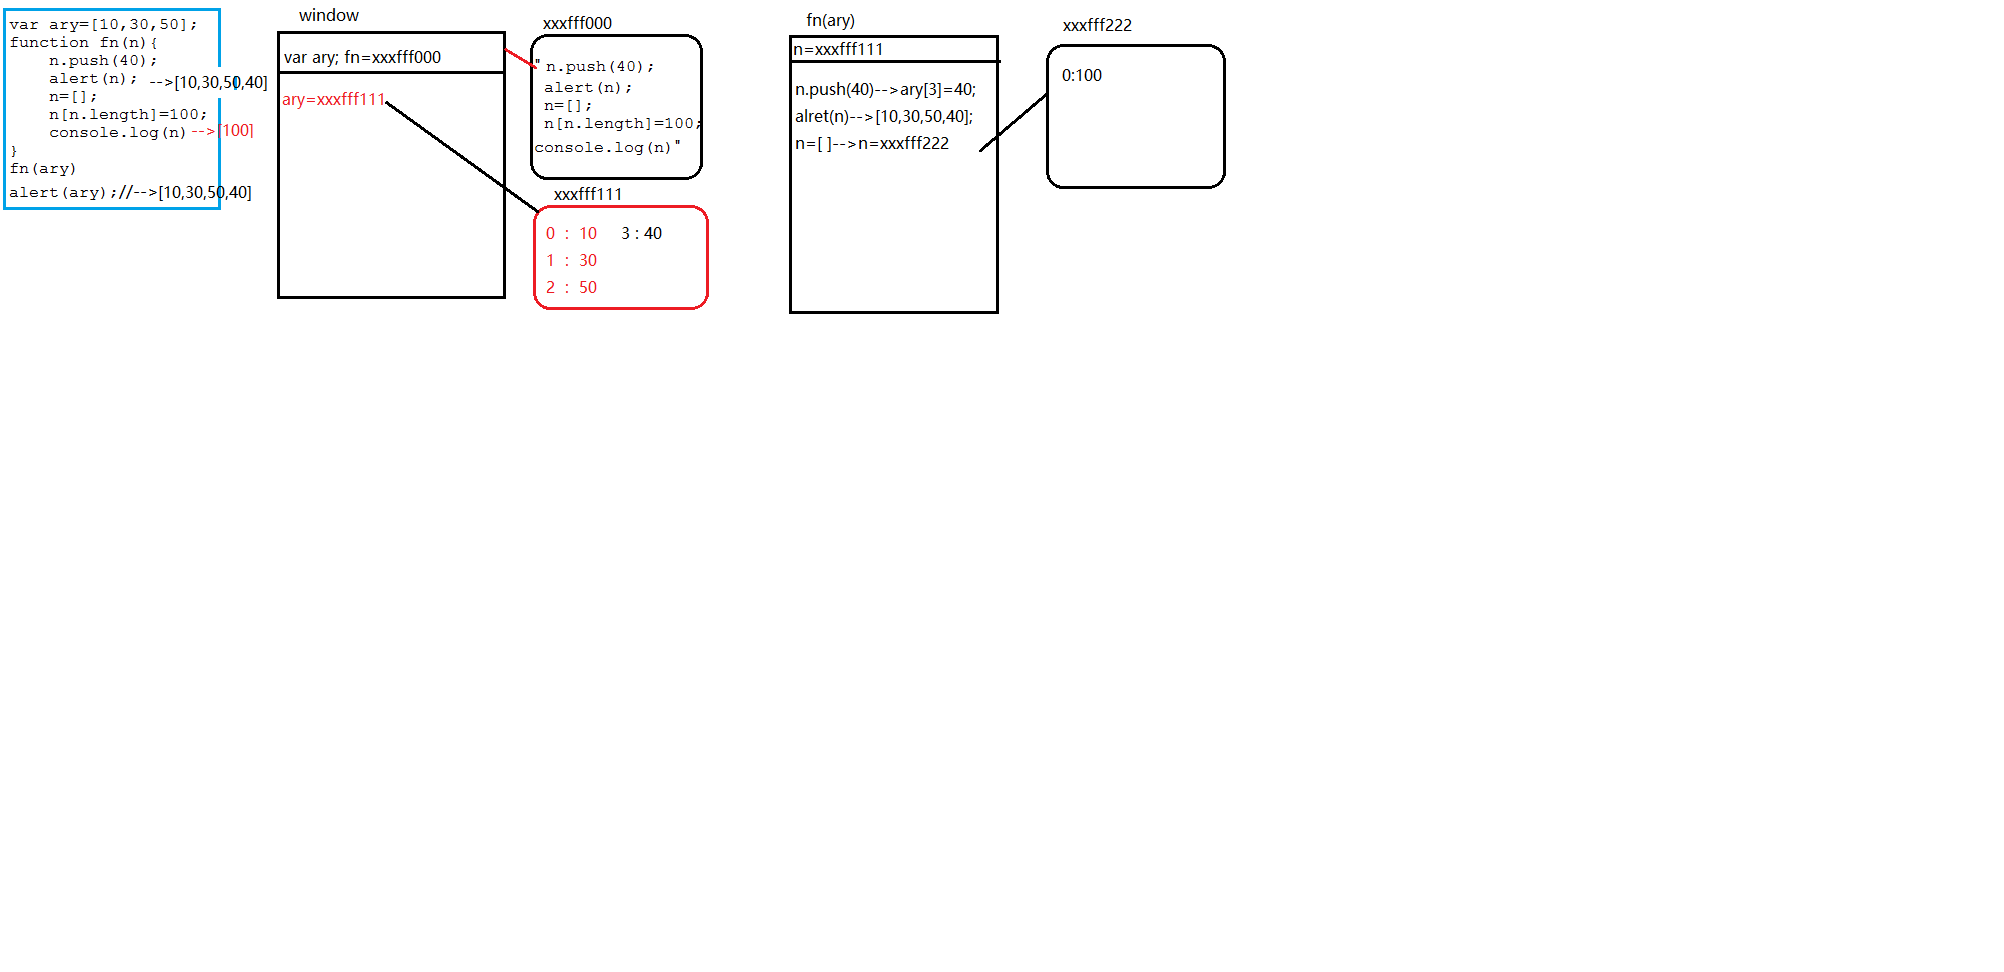 var ary=[10,30,50];
function fn(n){
n.push(40);
alert(n); -->[10,30,50,40]
n=[];
n[n.length]=100;
console.log(n) -->[100]
}
fn(ary)
alert(ary);//-->[10,30,50,40]
window
var ary; fn=xxxfff000
ary=xxxfff111
xxxfff000
" n.push(40);
alert(n);
n=[];
n[n.length]=100;
console.log(n)"
xxxfff111
0 : 10 3 : 40
1 : 30
2 : 50
fn(ary)
n=xxxfff111
n.push(40)-->ary[3]=40;
alret(n)-->[10,30,50,40];
n=[ ]-->n=xxxfff222
xxxfff222
0:100